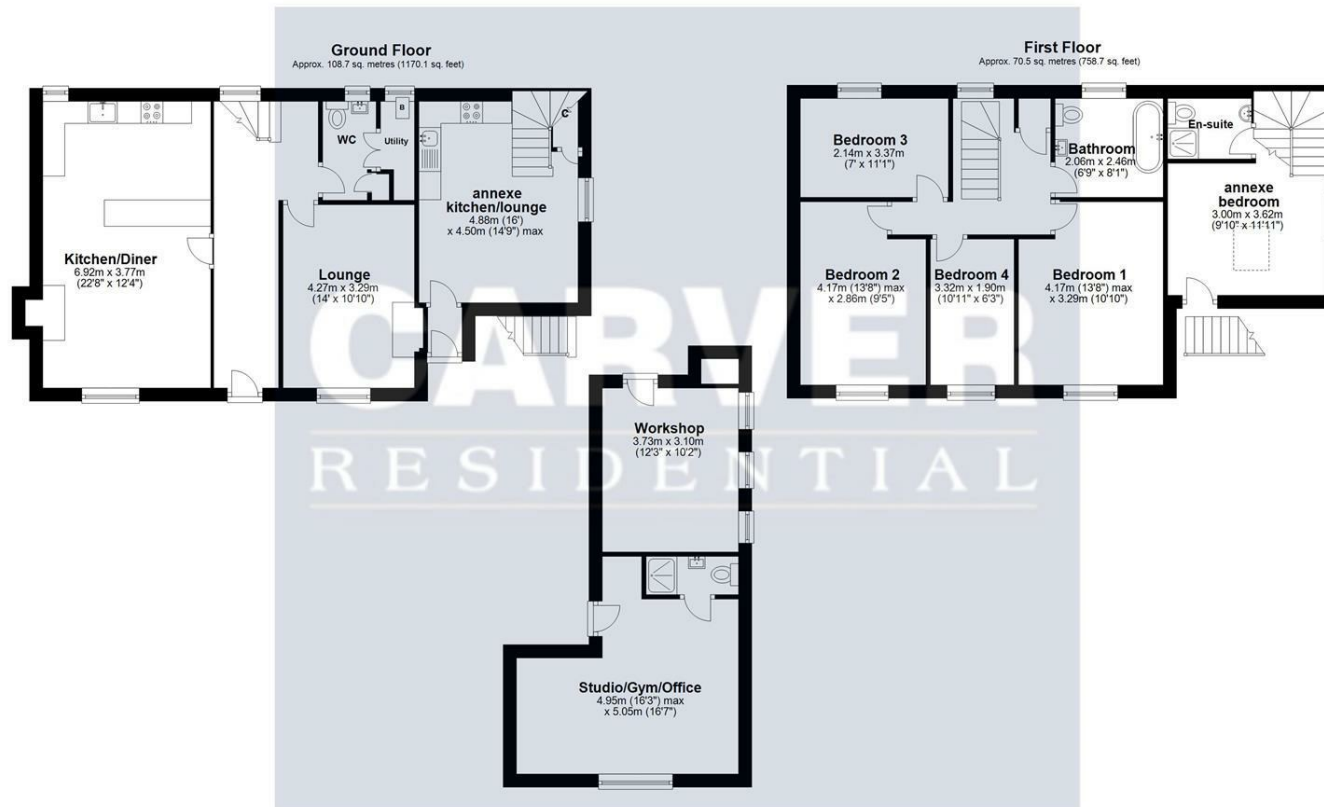 Ground Floor
Approx. 108.7 sq. metres (1170.1 sq. feet)
Kitchen/Diner
6.92m x 3.77m
(22'8" x 12'4")
WC
B
Utility
Lounge
4.27m x 3.29m
(14' x 10'10")
C
annexe
kitchen/lounge
4.88m (16')
x 4.50m (14'9") max
First Floor
Approx. 70.5 sq. metres (758.7 sq. feet)
Bedroom 3
2.14m x 3.37m
(7' x 11'1")
Bathroom
2.06m x 2.46m
(6'9" x 8'1")
En-suite
annexe
bedroom
3.00m x 3.62m
(9'10" x 11'11")
Bedroom 2
4.17m (13'8") max
x 2.86m (9'5")
Bedroom 4
3.32m x 1.90m
(10'11" x 6'3")
Bedroom 1
4.17m (13'8") max
x 3.29m (10'10")
CARVER
RESIDENTIAL
Workshop
3.73m x 3.10m
(12'3" x 10'2")
Studio/Gym/Office
4.95m (16'3") max
x 5.05m (16'7")